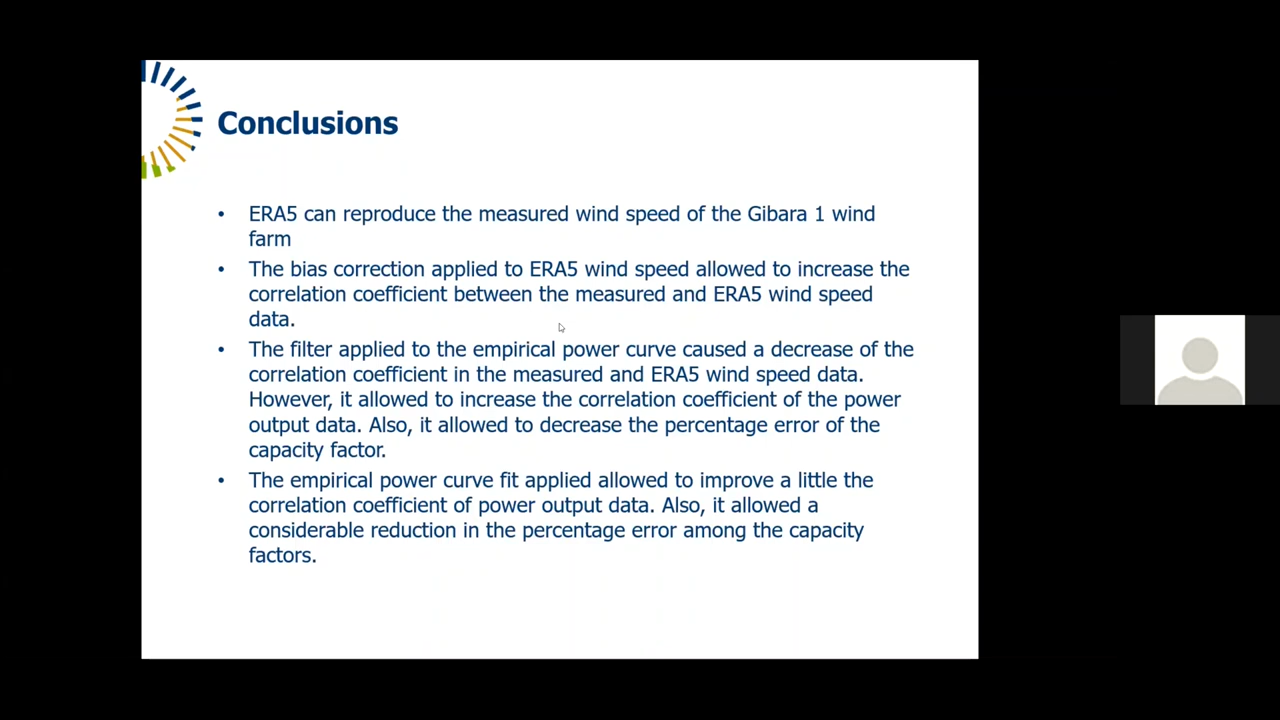 Conclusions
• ERA5 can reproduce the measured wind speed of the Gibara 1 wind
farm
• The bias correction applied to ERA5 wind speed allowed to increase the
correlation coefficient between the measured and ERA5 wind speed
data.
• The filter applied to the empirical power curve caused a decrease of the
correlation coefficient in the measured and ERA5 wind speed data.
However, it allowed to increase the correlation coefficient of the power
output data. Also, it allowed to decrease the percentage error of the
capacity factor.
• The empirical power curve fit applied allowed to improve a little the
correlation coefficient of power output data. Also, it allowed a
considerable reduction in the percentage error among the capacity
factors.